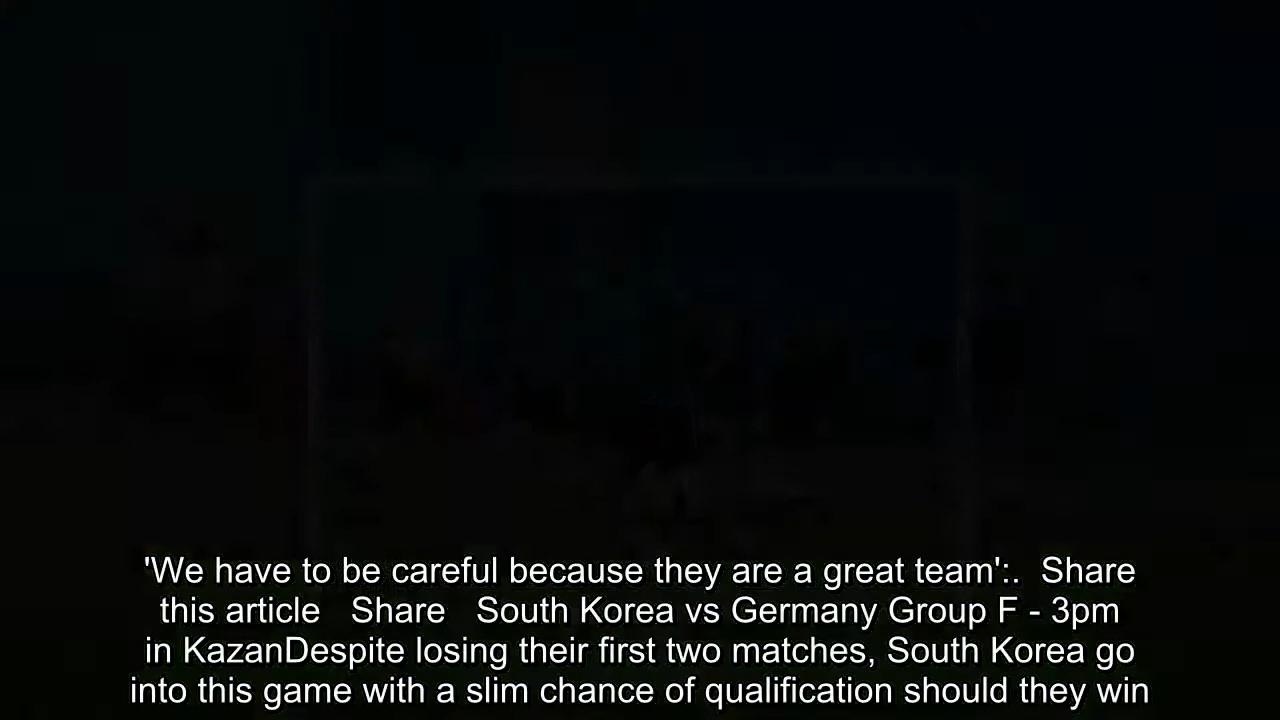 'We have to be careful because they are a great team':.  Share
this article   Share   South Korea vs Germany Group F - 3pm
in KazanDespite losing their first two matches, South Korea go
into this game with a slim chance of qualification should they win